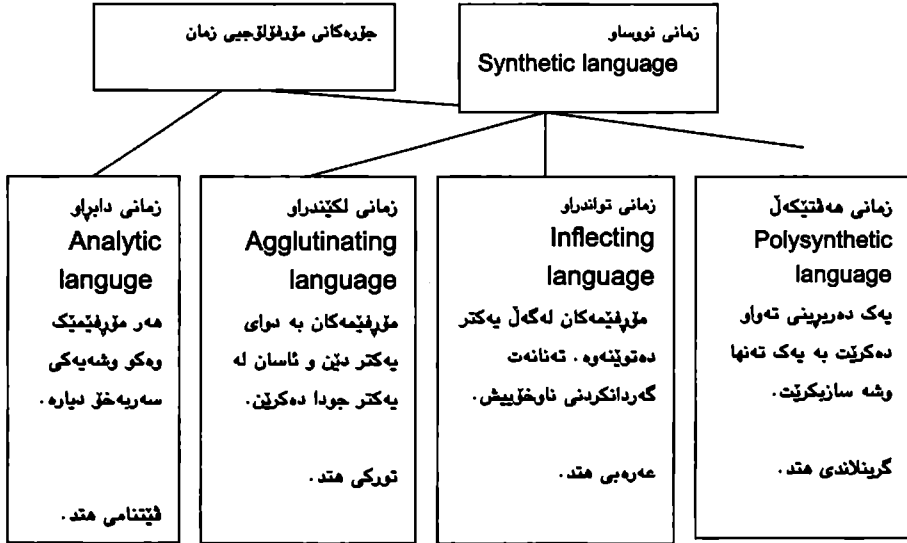 جۆرەکانی مۆرفۆلۆجیی زمان
زمانی نووساو
Synthetic language
زمانی دابڕاو
Analytic
languge
هەر مۆڕفێمێک
وەکو وشەیەکی
سەربەخۆ دیارە.
ڤێتنامی هتد.
زمانی لکێندراو
Agglutinating
language
مۆڕفێمەکان بە دوای
یەکتر دێن و ئاسان لە
یەکتر جودا دەکرێن.
تورکی هتد.
زمانی تواندراو
Inflecting
language
مۆڕفێمەکان لەگەڵ یەکتر
دەتوێنەوە. تەنانەت
گەردانکردنی ناوخۆییش.
عەرەبی هتد.
زمانی هەڤتێکەڵ
Polysynthetic
language
یەک دەربڕینی تەواو
دەکرێت بە یەک تەنها
وشە سازبکرێت.
گرینلاندی هتد.